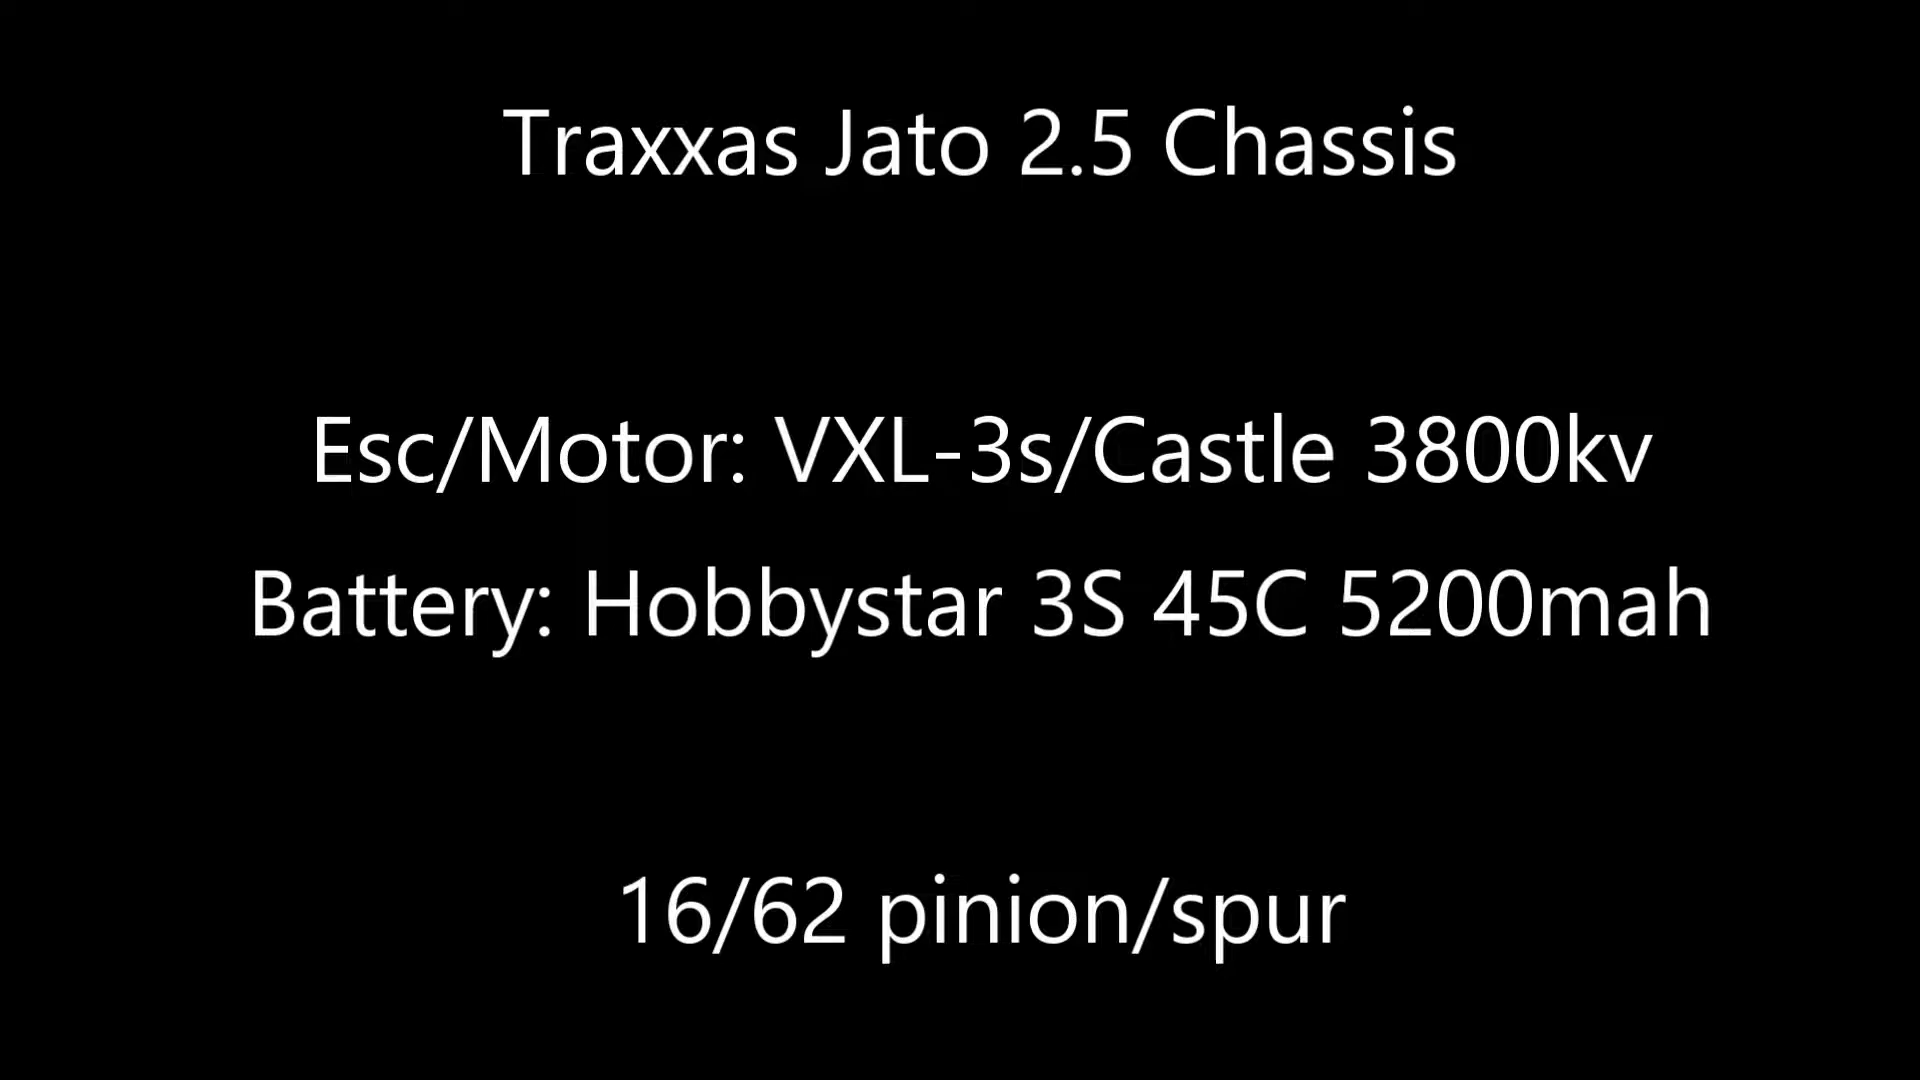 Traxxas Jato 2.5 Chassis
Esc/Motor: VXL-3s/Castle 3800kv
Battery: Hobbystar 3S 45C 5200mah
16/62 pinion/spur